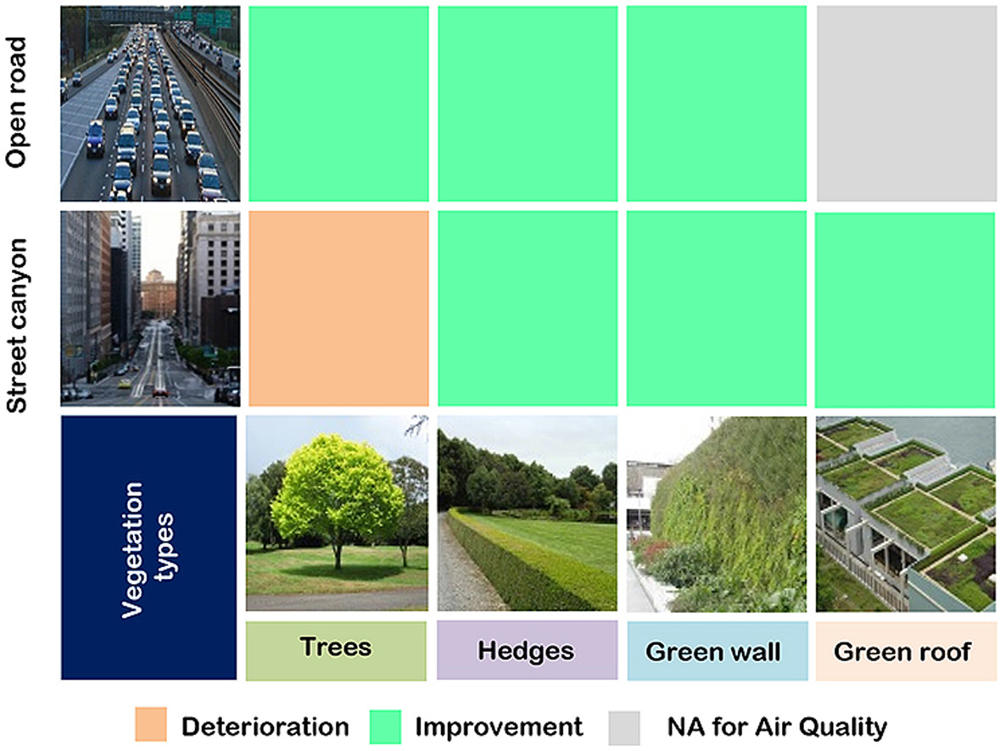 Open road
Street canyon
Vegetation
types
Trees
Hedges
Green wall
Green roof
Deterioration
Improvement
NA for Air Quality